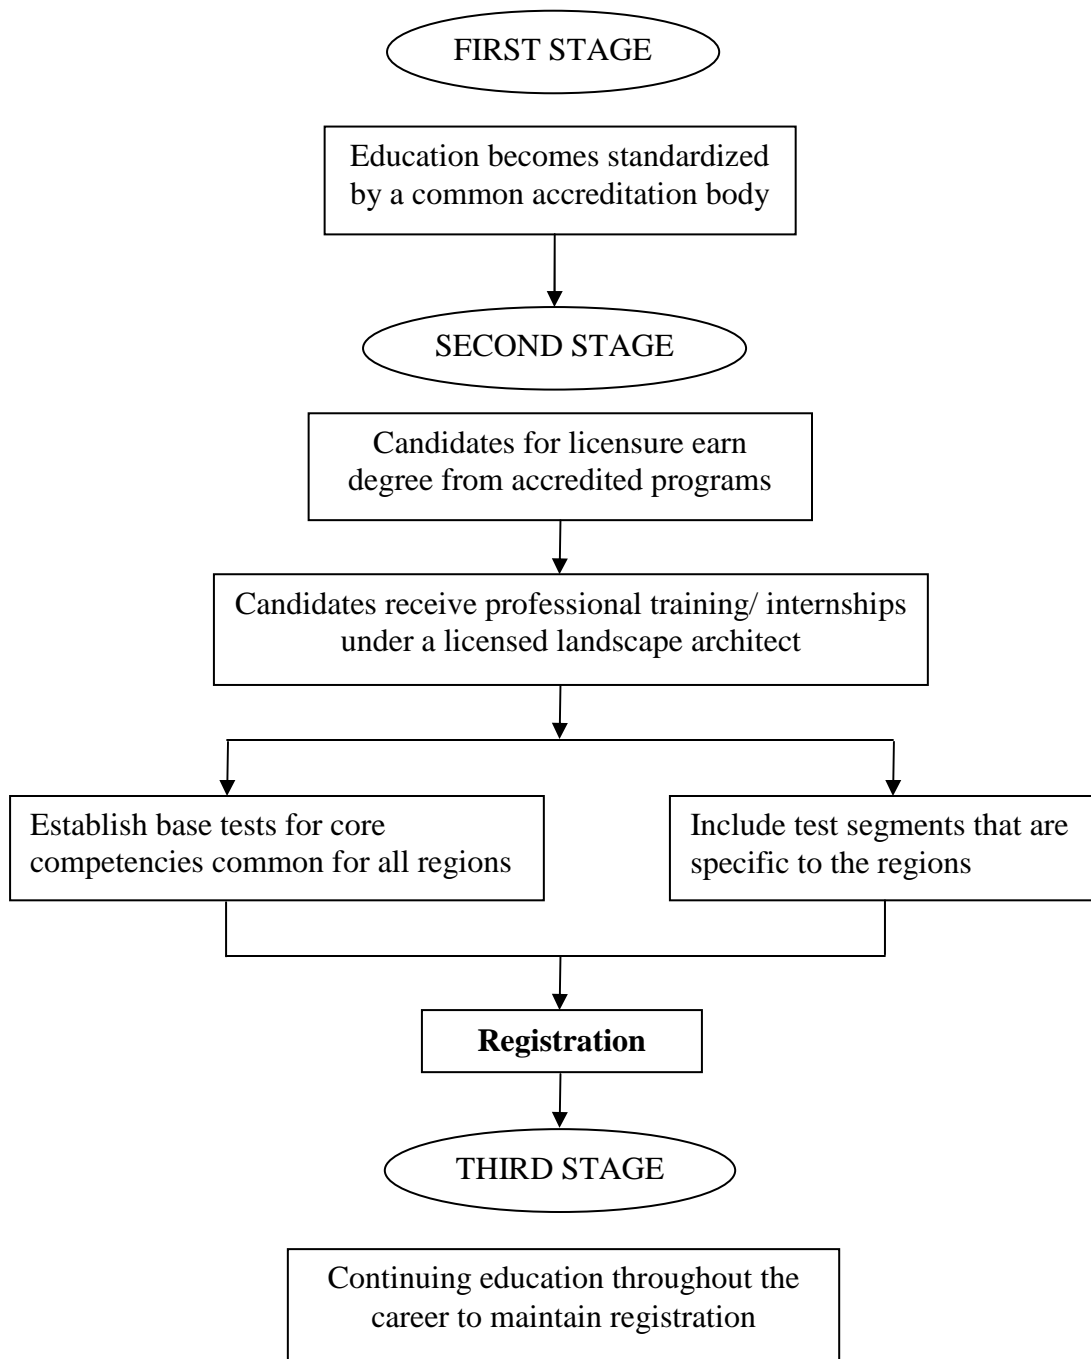 FIRST STAGE
Education becomes standardized
by a common accreditation body
SECOND STAGE
Candidates for licensure earn
degree from accredited programs
Candidates receive professional training/ internships
under a licensed landscape architect
Establish base tests for core
competencies common for all regions
Include test segments that are
specific to the regions
Registration
THIRD STAGE
Continuing education throughout the
career to maintain registration